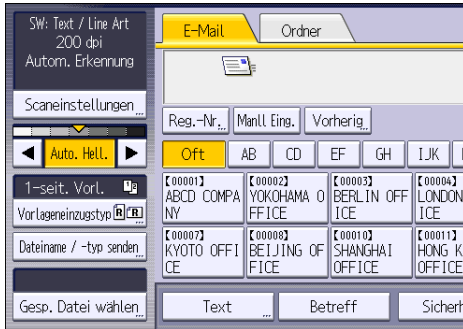 SW: Text / Line Art
200 dpi
Autom. Erkennung
Scaneinstellungen
Auto. Hell.
1-seit. Vorl.
Vorlageneinzugstyp
Dateiname / -typ senden
Gesp. Datei wählen
E-Mail Ordner
Reg.-Nr. Manll Eing. Vorherig
Oft AB CD EF GH IJK
[00001] [00002] [00003] [00004]
ABCD COMPA YOKOHAMA O BERLIN OFF LONDON
NY FFICE ICE ICE
[00007] [00008] [00010] [00011]
KYOTO OFFI BEIJING OF SHANGHAI HONG K
CE FICE OFFICE OFFICE
Text Betreff Sicherh